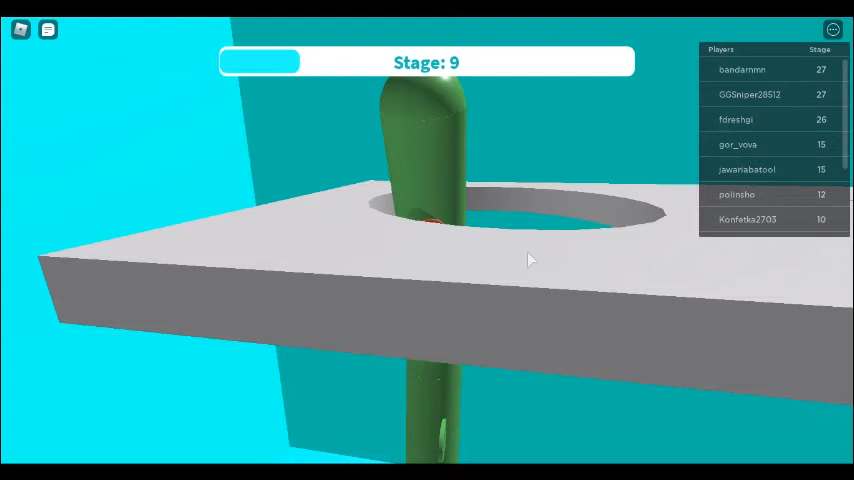 Stage: 9
Players Stage
bandarnmn 27
GGSniper28512 27
fdreshgi 26
gor_vova 15
jawariabatool 15
polinsho 12
Konfetka2703 10